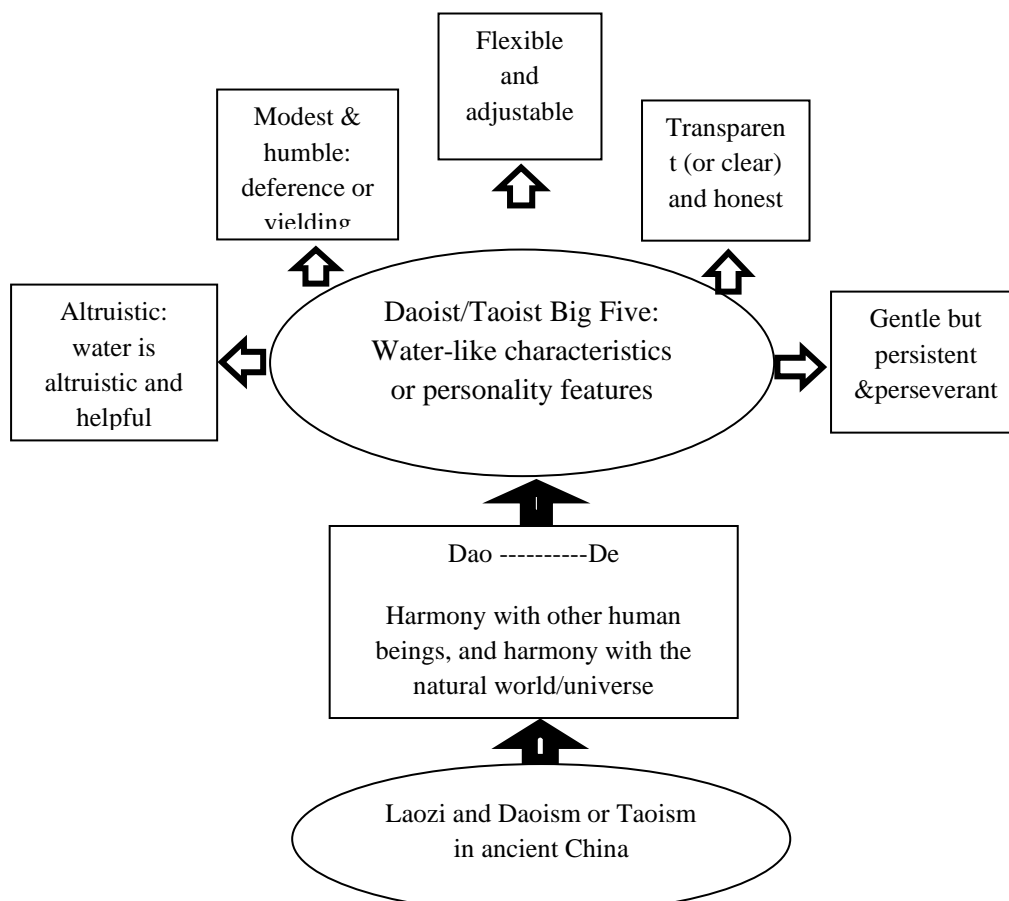 Flexible
and
adjustable
Modest &
humble:
deference or
yielding
Transparen
t (or clear)
and honest
Altruistic:
water is
altruistic and
helpful
Daoist/Taoist Big Five:
Water-like characteristics
or personality features
Gentle but
persistent
&perseverant
Dao ----------De
Harmony with other human
beings, and harmony with the
natural world/universe
Laozi and Daoism or Taoism
in ancient China